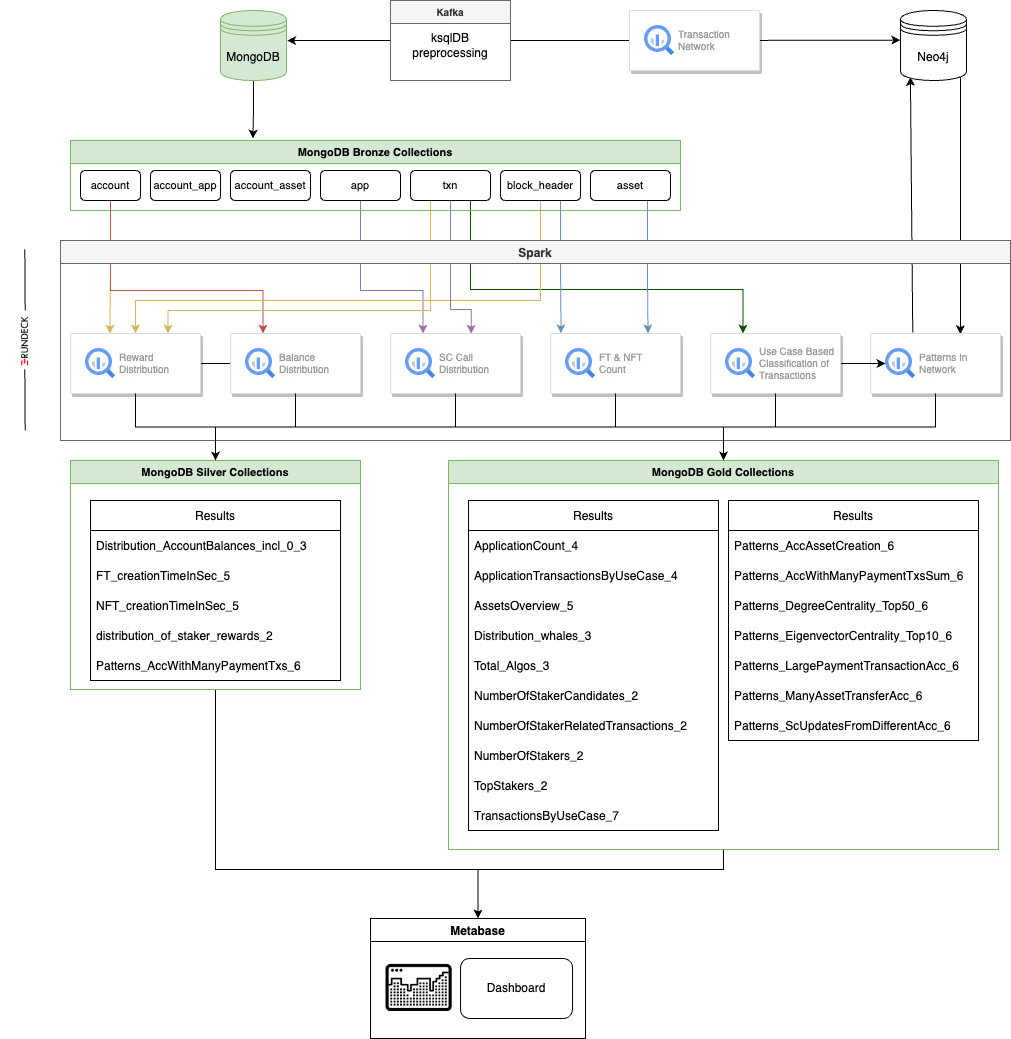 Kafka
ksqlDB
preprocessing
MongoDB
Transaction
Network
Neo4j
MongoDB Bronze Collections
account
account_app
account_asset
app
txn
block_header
asset
Spark
RUNDECK
Reward
Distribution
Balance
Distribution
SC Call
Distribution
FT & NFT
Count
Use Case Based
Classification of
Transactions
Patterns In
Network
MongoDB Silver Collections
Results
Distribution_AccountBalances_incl_0_3
FT_creationTimeInSec_5
NFT_creationTimeInSec_5
distribution_of_staker_rewards_2
Patterns_AccWithManyPaymentTxs_6
MongoDB Gold Collections
Results
ApplicationCount_4
ApplicationTransactionsByUseCase_4
AssetsOverview_5
Distribution_whales_3
Total_Algos_3
NumberOfStakerCandidates_2
NumberOfStakerRelatedTransactions_2
NumberOfStakers_2
TopStakers_2
TransactionsByUseCase_7
Results
Patterns_AccAssetCreation_6
Patterns_AccWithManyPaymentTxsSum_6
Patterns_DegreeCentrality_Top50_6
Patterns_EigenvectorCentrality_Top10_6
Patterns_LargePaymentTransactionAcc_6
Patterns_ManyAssetTransferAcc_6
Patterns_ScUpdatesFromDifferentAcc_6
Metabase
Dashboard